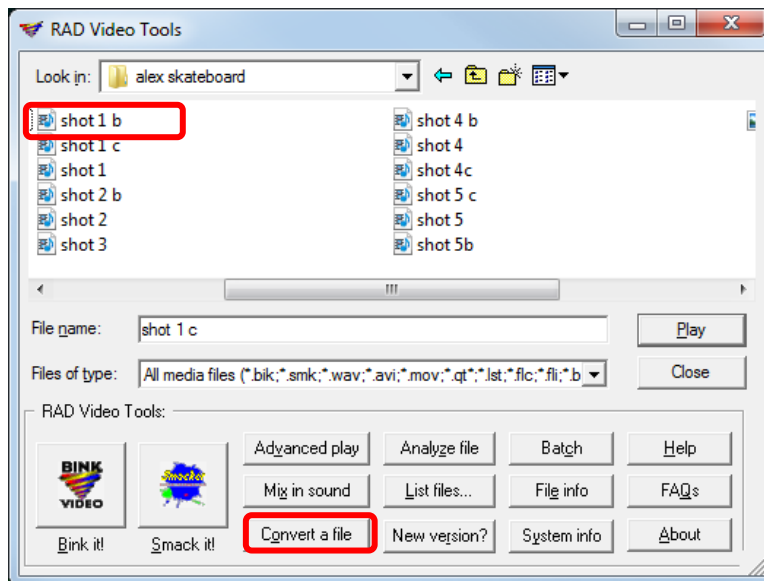 RAD Video Tools
Look in: alex skateboard
shot 1 b
shot 1 c
shot 1
shot 2 b
shot 2
shot 3
shot 4 b
shot 4
shot 4c
shot 5 c
shot 5
shot 5b
File name: shot 1 c Play
Files of type: All media files (*.bik;*.smk;*.wav;*.avi;*.mov;*.qt*;*.lst;*.flc;*.fli;*.b Close
RAD Video Tools:
Advanced play Analyze file Batch Help
BINK VIDEO Smacker
Mix in sound List files... File info FAQs
Bink it! Smack it! Convert a file New version? System info About